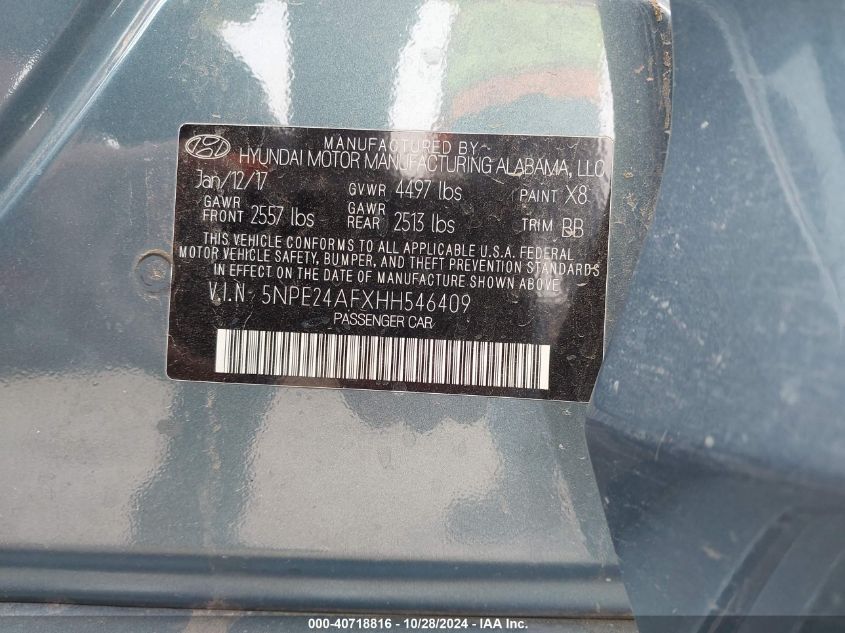 MANUFACTURED BY
HYUNDAI MOTOR MANUFACTURING ALABAMA, LLC
Jan/12/17 GVWR 4497 lbs PAINT X8
GAWR FRONT 2557 lbs GAWR REAR 2513 lbs TRIM BB
THIS VEHICLE CONFORMS TO ALL APPLICABLE U.S.A. FEDERAL
MOTOR VEHICLE SAFETY, BUMPER, AND THEFT PREVENTION STANDARDS
IN EFFECT ON THE DATE OF MANUFACTURE SHOWN ABOVE.
V.I.N 5NPE24AFXHH546409
PASSENGER CAR
000-40718816 - 10/28/2024 - IAA Inc.